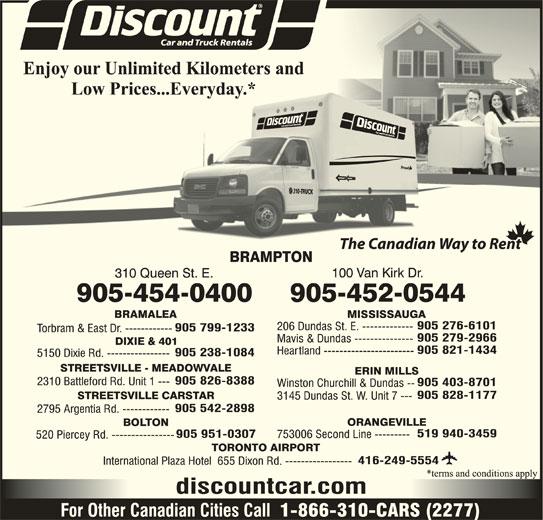 Discount®
Car and Truck Rentals
Enjoy our Unlimited Kilometers and
Low Prices...Everyday.*
Discount
Discount
GMC
310-TRUCK
The Canadian Way to Rent
BRAMPTON
310 Queen St. E. 100 Van Kirk Dr.
905-454-0400 905-452-0544
BRAMALEA
Torbram & East Dr. ------------ 905 799-1233
DIXIE & 401
5150 Dixie Rd. ---------------- 905 238-1084
STREETSVILLE - MEADOWVALE
2310 Battleford Rd. Unit 1 --- 905 826-8388
STREETSVILLE CARSTAR
2795 Argentia Rd. ------------ 905 542-2898
BOLTON
520 Piercey Rd. ---------------- 905 951-0307
MISSISSAUGA
206 Dundas St. E. ------------- 905 276-6101
Mavis & Dundas --------------- 905 279-2966
Heartland ----------------------- 905 821-1434
ERIN MILLS
Winston Churchill & Dundas -- 905 403-8701
3145 Dundas St. W. Unit 7 --- 905 828-1177
ORANGEVILLE
753006 Second Line --------- 519 940-3459
TORONTO AIRPORT
International Plaza Hotel 655 Dixon Rd. ----------------- 416-249-5554
*terms and conditions apply
discountcar.com
For Other Canadian Cities Call 1-866-310-CARS (2277)